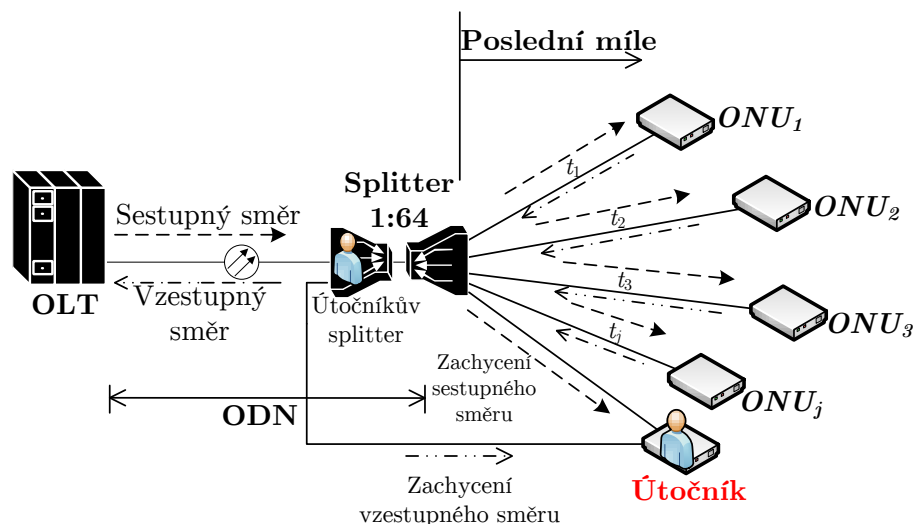 Poslední míle
ONU1
Splitter
1:64
t1
Sestupný směr
t2
ONU2
OLT
Vzestupný
směr
Útočníkův
splitter
t3
ONU3
Zachycení
sestupného
směru
tj
ONUj
ODN
Zachycení
vzestupného směru
Útočník